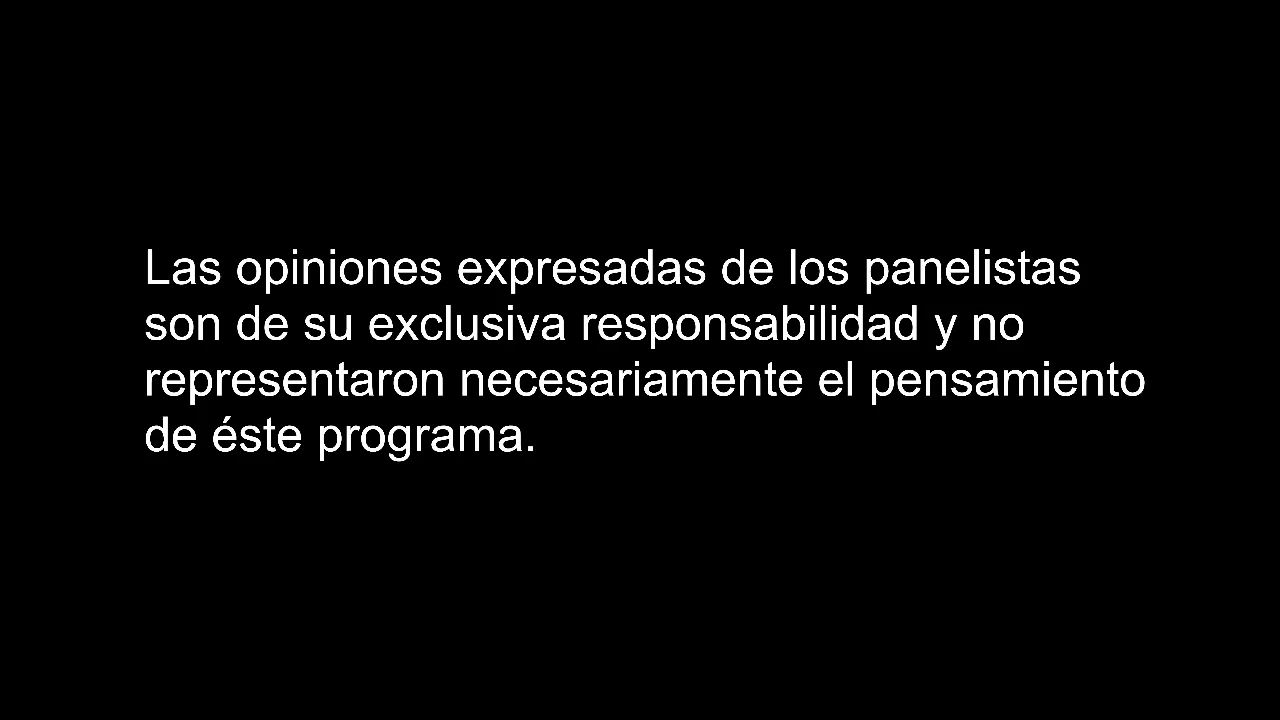 Las opiniones expresadas de los panelistas
son de su exclusiva responsabilidad y no
representaron necesariamente el pensamiento
de éste programa.